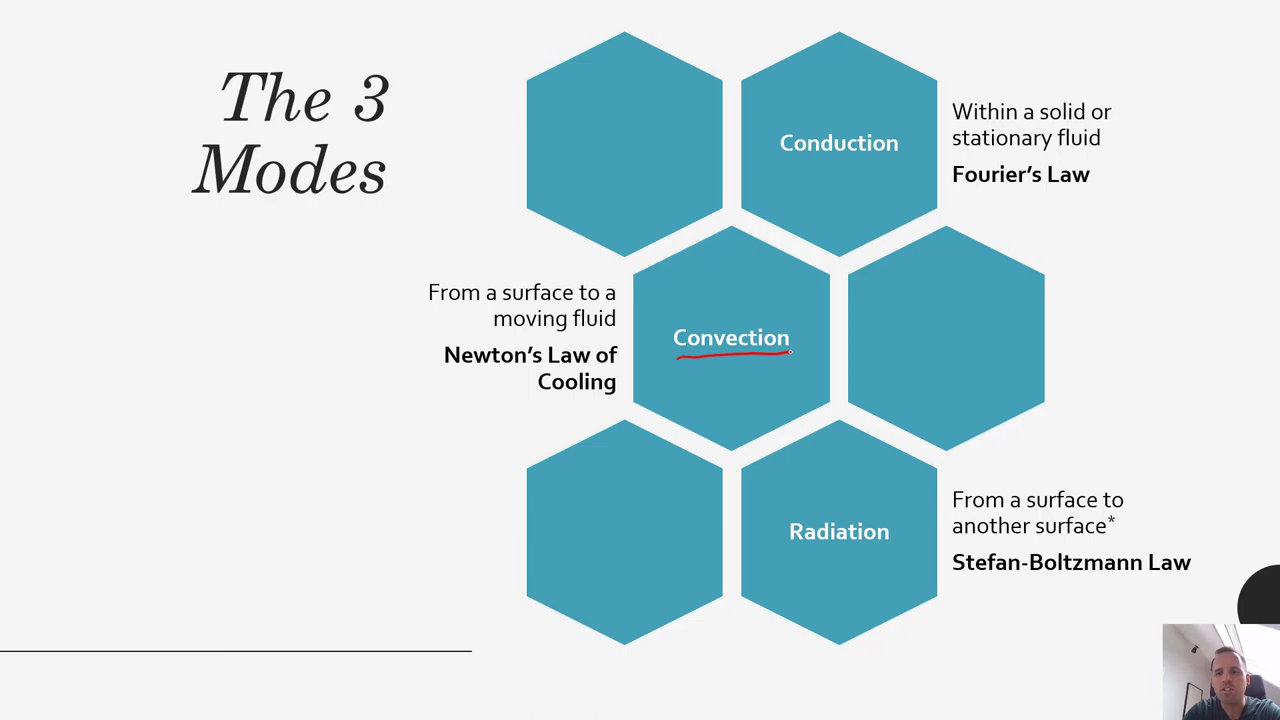 The 3
Modes
Conduction
Within a solid or
stationary fluid
Fourier’s Law
From a surface to a
moving fluid
Newton’s Law of
Cooling
Convection
Radiation
From a surface to
another surface*
Stefan-Boltzmann Law